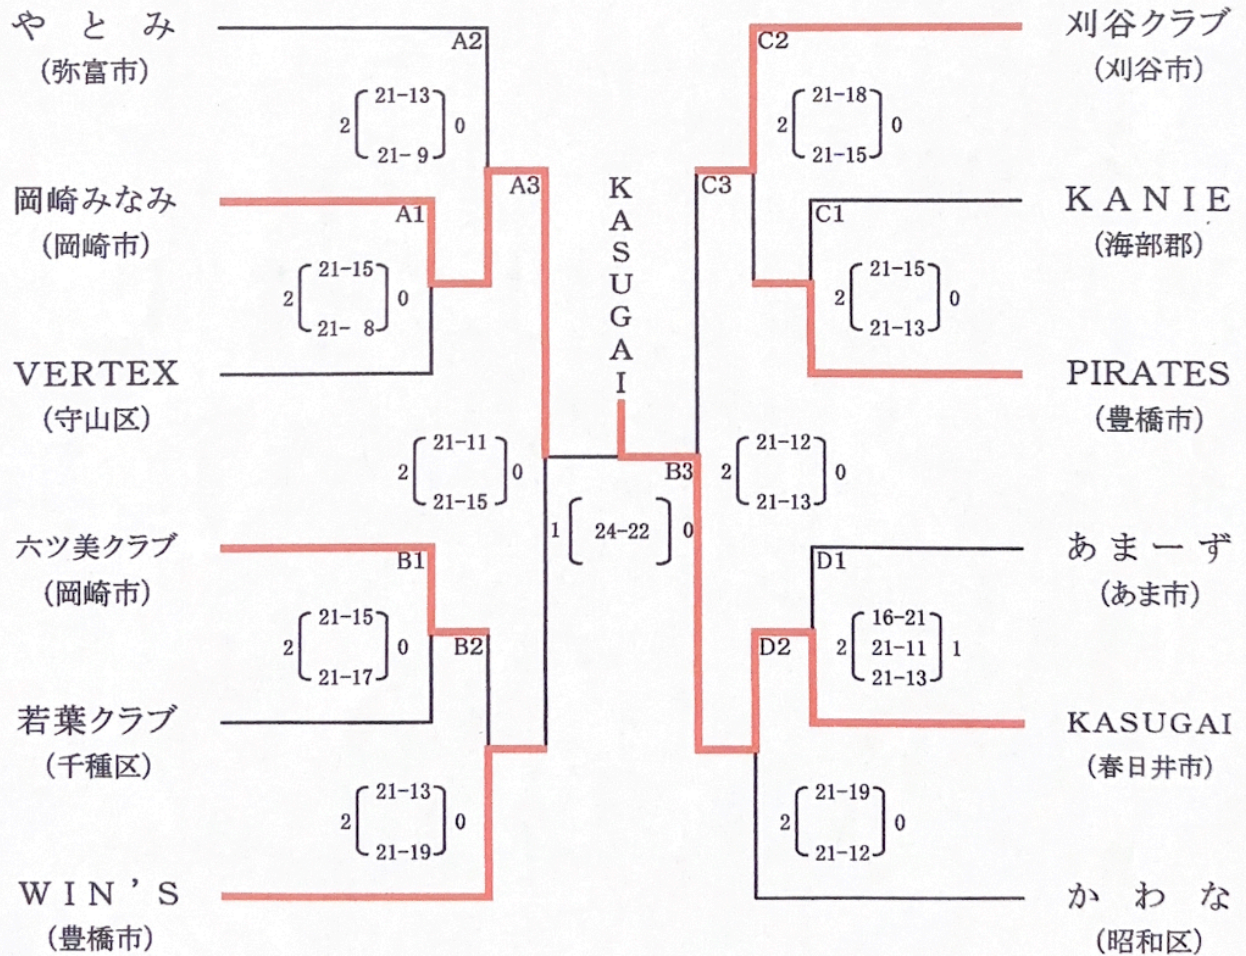 やとみ
(弥富市)
A2
21-13
2 0
21- 9
岡崎みなみ
(岡崎市)
A1
21-15
2 0
21- 8
VERTEX
(守山区)
A3
21-11
2 0
21-15
六ツ美クラブ
(岡崎市)
B1
21-15
2 0
21-17
B2
若葉クラブ
(千種区)
21-13
2 0
21-19
WIN'S
(豊橋市)
KASUGAI
B3
1 24-22 0
刈谷クラブ
(刈谷市)
C2
21-18
2 0
21-15
C3
KANIE
(海部郡)
C1
21-15
2 0
21-13
PIRATES
(豊橋市)
21-12
2 0
21-13
あまーず
(あま市)
D1
16-21
2 21-11 1
21-13
D2
KASUGAI
(春日井市)
21-19
2 0
21-12
かわな
(昭和区)